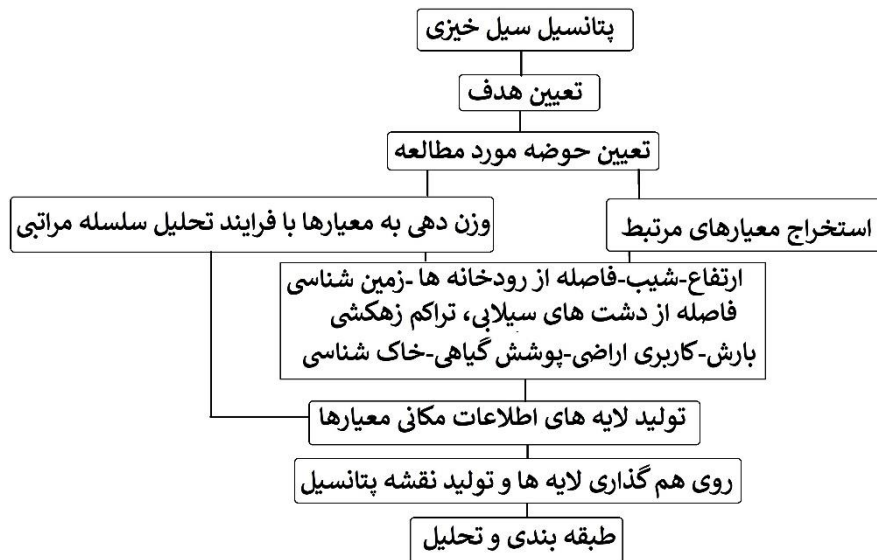 پتانسیل سیل خیزی
تعیین هدف
تعیین حوضه مورد مطالعه
استخراج معیارهای مرتبط
وزن دهی به معیارها با فرایند تحلیل سلسله مراتبی
ارتفاع-شیب-فاصله از رودخانه ها -زمین شناسی
فاصله از دشت های سیلابی، تراکم زهکشی
بارش-کاربری اراضی-پوشش گیاهی-خاک شناسی
تولید لایه های اطلاعات مکانی معیارها
روی هم گذاری لایه ها و تولید نقشه پتانسیل
طبقه بندی و تحلیل